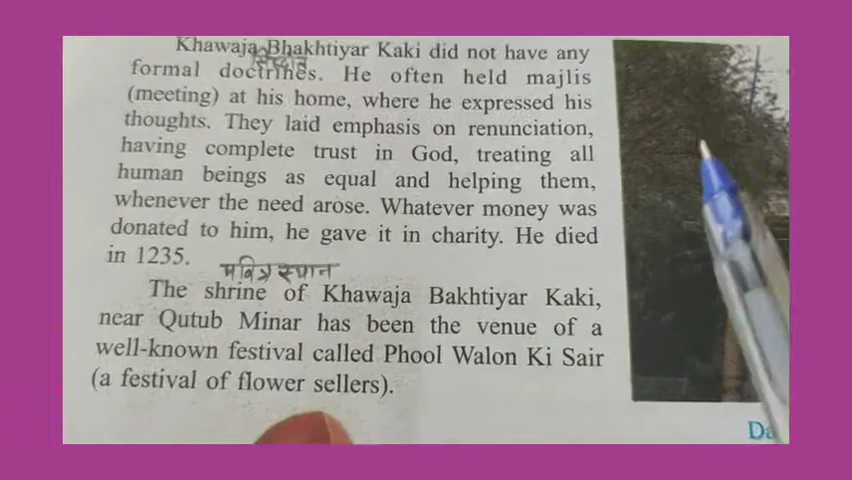 Khawaja Bhakhtiyar Kaki did not have any
सिद्धांत
formal doctrines. He often held majlis
(meeting) at his home, where he expressed his
thoughts. They laid emphasis on renunciation,
having complete trust in God, treating all
human beings as equal and helping them,
whenever the need arose. Whatever money was
donated to him, he gave it in charity. He died
in 1235.
पवित्र स्थान
The shrine of Khawaja Bakhtiyar Kaki,
near Qutub Minar has been the venue of a
well-known festival called Phool Walon Ki Sair
(a festival of flower sellers).